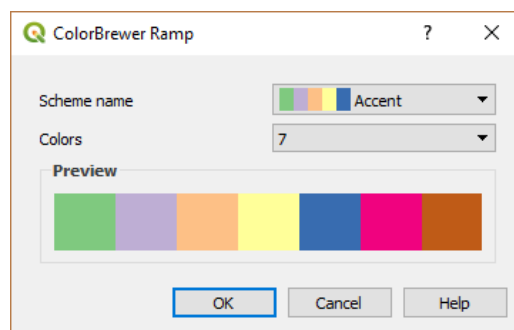 ColorBrewer Ramp ?
Scheme name Accent
Colors 7
Preview
OK Cancel Help